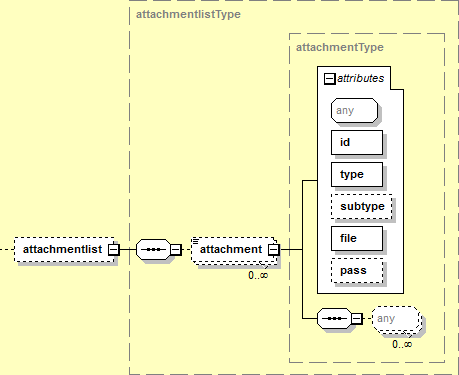 attachmentlistType
attachmentType
attributes
any
id
type
subtype
file
pass
attachmentlist
attachment
0..∞
any
0..∞